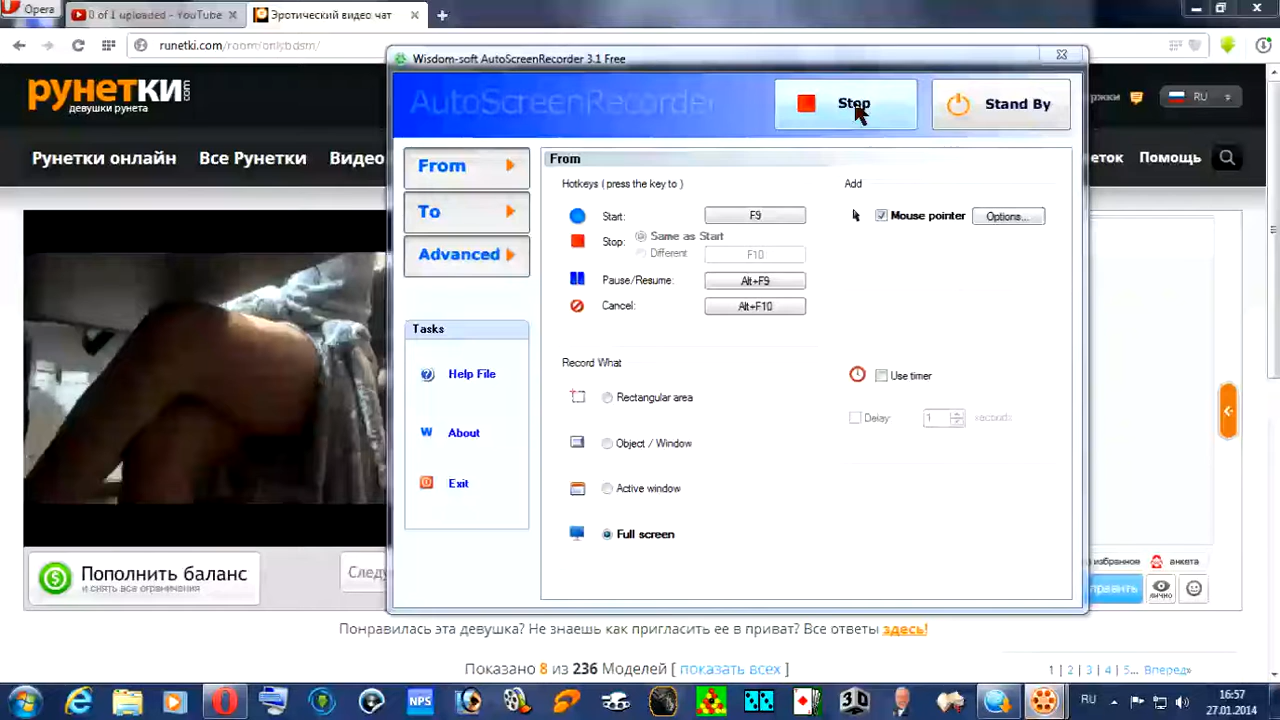 Opera
0 of 1 uploaded - YouTube
Эротический видео чат
runetki.com/room/onlybdsm/
Wisdom-soft AutoScreenRecorder 3.1 Free
рунетки.com
девушки рунета
RU
Рунетки онлайн
Все Рунетки
Видео
Помощь
AutoScreenRecorder
Stop
Stand By
From
To
Advanced
Tasks
Help File
About
Exit
From
Hotkeys ( press the key to )
Add
Start:
F9
Mouse pointer
Options...
Stop:
Same as Start
Different
F10
Pause/Resume:
Alt+F9
Cancel:
Alt+F10
Record What
Use timer
Rectangular area
Delay
1
seconds
Object / Window
Active window
Full screen
Пополнить баланс
и снять все ограничения
анкета
лично
Понравилась эта девушка? Не знаешь как пригласить ее в приват? Все ответы здесь!
Показано 8 из 236 Моделей [ показать всех ]
1 | 2 | 3 | 4 | 5... Вперед»
NPS
3D
RU
16:57
27.01.2014